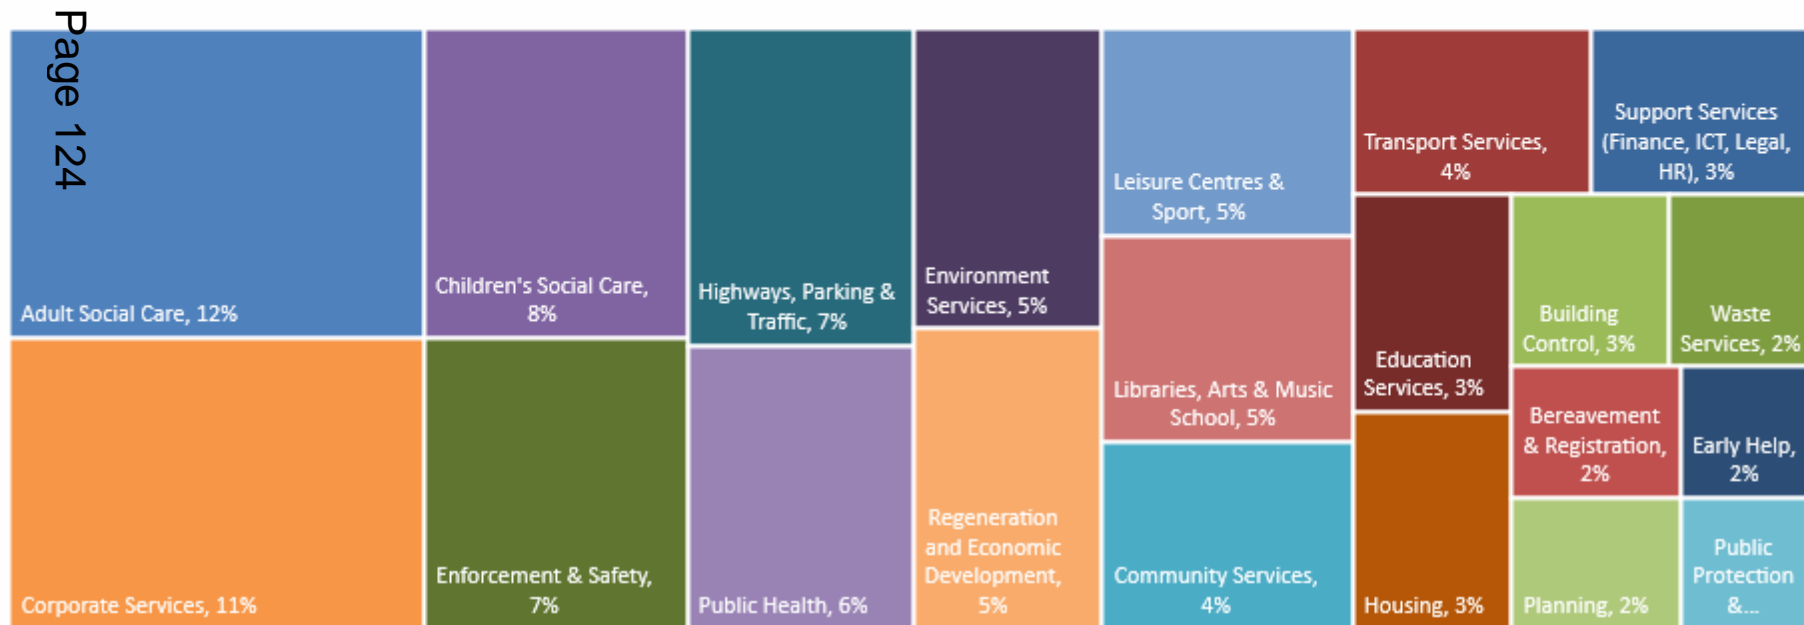 Page 124
Adult Social Care, 12%
Corporate Services, 11%
Children's Social Care,
8%
Enforcement & Safety,
7%
Highways, Parking &
Traffic, 7%
Public Health, 6%
Environment
Services, 5%
Regeneration
and Economic
Development,
5%
Leisure Centres &
Sport, 5%
Libraries, Arts & Music
School, 5%
Community Services,
4%
Transport Services,
4%
Support Services
(Finance, ICT, Legal,
HR), 3%
Education
Services, 3%
Housing, 3%
Building
Control, 3%
Waste
Services, 2%
Bereavement
& Registration,
2%
Early Help,
2%
Planning, 2%
Public
Protection
&...